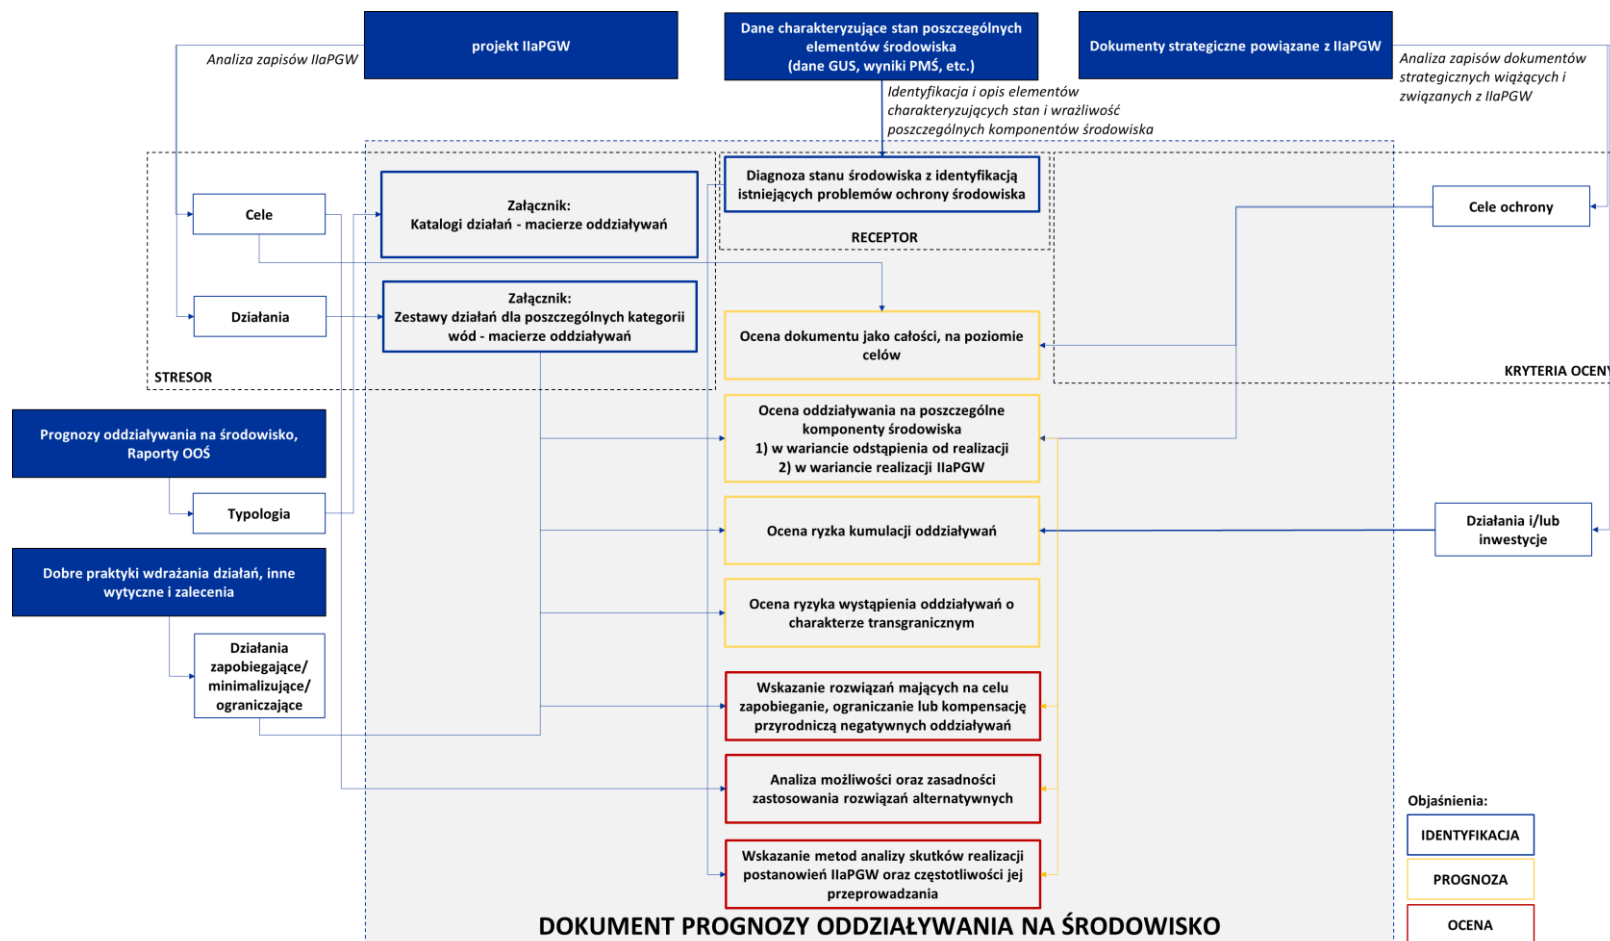 projekt IIaPGW
Dane charakteryzujące stan poszczególnych
elementów środowiska
(dane GUS, wyniki PMŚ, etc.)
Dokumenty strategiczne powiązane z IIaPGW
Analiza zapisów IIaPGW
Identyfikacja i opis elementów
charakteryzujących stan i wrażliwość
poszczególnych komponentów środowiska
Analiza zapisów dokumentów
strategicznych wiążących i
związanych z IIaPGW
Cele
Załącznik:
Katalogi działań - macierze oddziaływań
Diagnoza stanu środowiska z identyfikacją
istniejących problemów ochrony środowiska
RECEPTOR
Cele ochrony
Działania
Załącznik:
Zestawy działań dla poszczególnych kategorii
wód - macierze oddziaływań
Ocena dokumentu jako całości, na poziomie
celów
STRESOR
KRYTERIA OCENY
Prognozy oddziaływania na środowisko,
Raporty OOŚ
Ocena oddziaływania na poszczególne
komponenty środowiska
1) w wariancie odstąpienia od realizacji
2) w wariancie realizacji IIaPGW
Typologia
Ocena ryzka kumulacji oddziaływań
Działania i/lub
inwestycje
Dobre praktyki wdrażania działań, inne
wytyczne i zalecenia
Ocena ryzyka wystąpienia oddziaływań o
charakterze transgranicznym
Działania
zapobiegające/
minimalizujące/
ograniczające
Wskazanie rozwiązań mających na celu
zapobieganie, ograniczanie lub kompensację
przyrodniczą negatywnych oddziaływań
Analiza możliwości oraz zasadności
zastosowania rozwiązań alternatywnych
Wskazanie metod analizy skutków realizacji
postanowień IIaPGW oraz częstotliwości jej
przeprowadzania
Objaśnienia:
IDENTYFIKACJA
PROGNOZA
OCENA
DOKUMENT PROGNOZY ODDZIAŁYWANIA NA ŚRODOWISKO